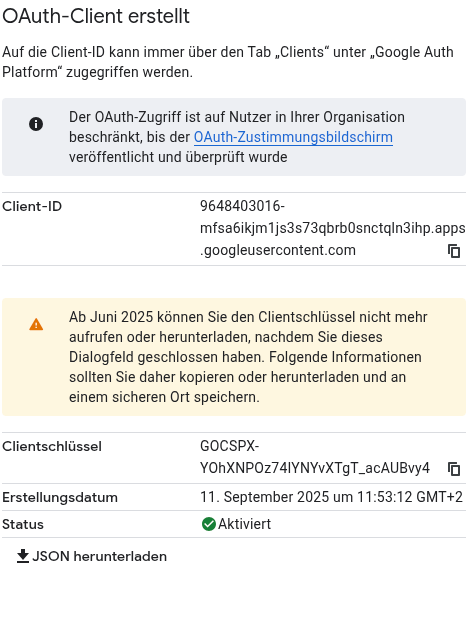 OAuth-Client erstellt
Auf die Client-ID kann immer über den Tab „Clients“ unter „Google Auth
Platform“ zugegriffen werden.
Der OAuth-Zugriff ist auf Nutzer in Ihrer Organisation
beschränkt, bis der OAuth-Zustimmungsbildschirm
veröffentlicht und überprüft wurde
Client-ID
9648403016-
mfsa6ikjm1js3s73qbrb0snctqln3ihp.apps
.googleusercontent.com
Ab Juni 2025 können Sie den Clientschlüssel nicht mehr
aufrufen oder herunterladen, nachdem Sie dieses
Dialogfeld geschlossen haben. Folgende Informationen
sollten Sie daher kopieren oder herunterladen und an
einem sicheren Ort speichern.
Clientschlüssel
GOCSPX-
YOhXNPOz74IYNYvXTgT_acAUBvy4
Erstellungsdatum 11. September 2025 um 11:53:12 GMT+2
Status Aktiviert
JSON herunterladen